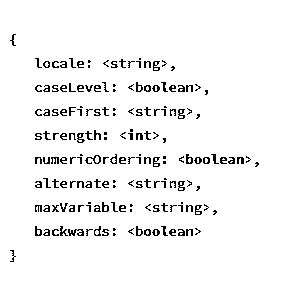 {
locale: <string>,
caseLevel: <boolean>,
caseFirst: <string>,
strength: <int>,
numericOrdering: <boolean>,
alternate: <string>,
maxVariable: <string>,
backwards: <boolean>
}